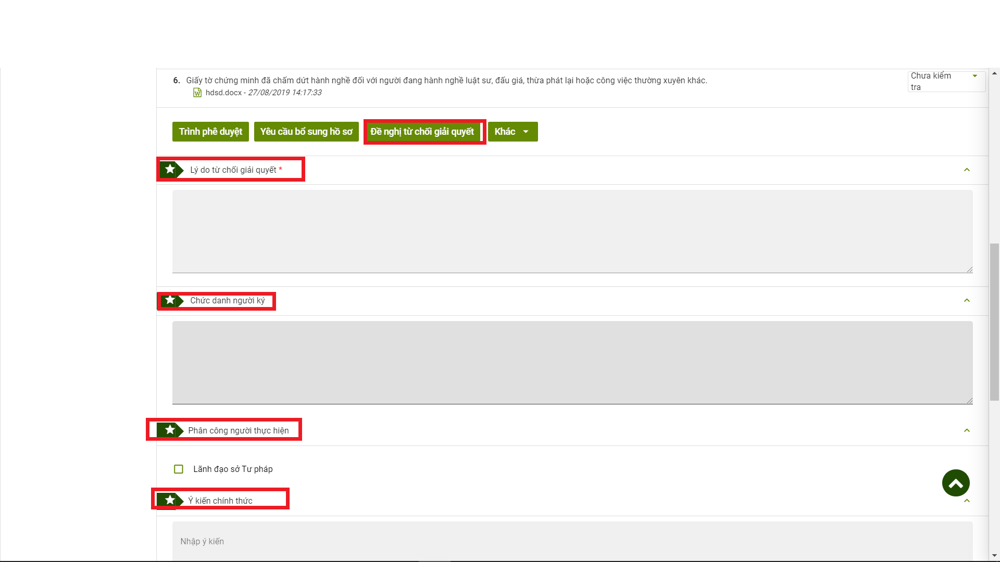 6. Giấy tờ chứng minh đã chấm dứt hành nghề đối với người đang hành nghề luật sư, đấu giá, thừa phát lại hoặc công việc thường xuyên khác.
Chưa kiểm
tra
hdsd.docx - 27/08/2019 14:17:33
Trình phê duyệt Yêu cầu bổ sung hồ sơ Đề nghị từ chối giải quyết Khác
Lý do từ chối giải quyết *
Chức danh người ký
Phân công người thực hiện
Lãnh đạo sở Tư pháp
Ý kiến chính thức
Nhập ý kiến